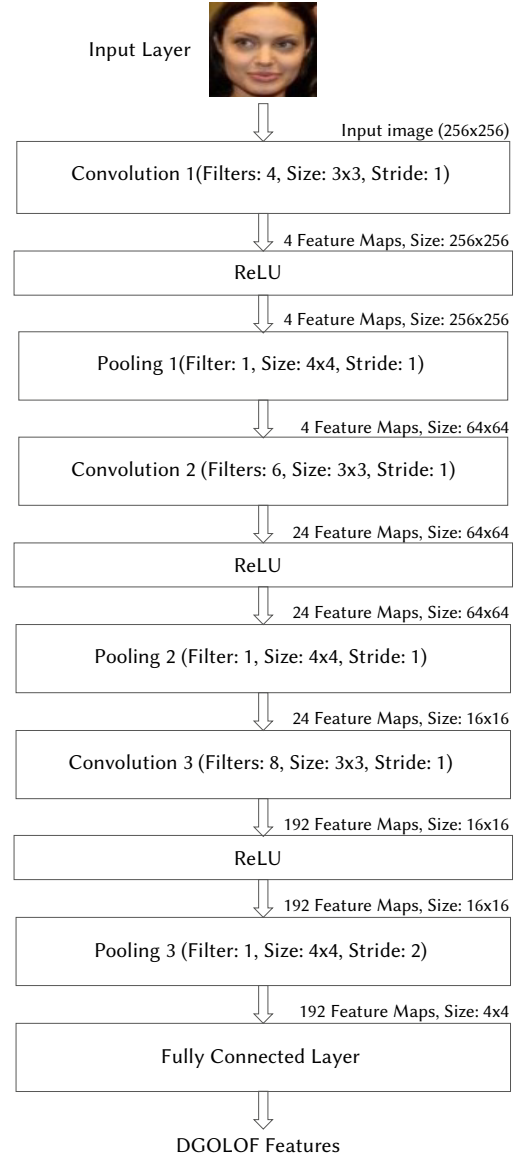 Input Layer
Input image (256x256)
Convolution 1(Filters: 4, Size: 3x3, Stride: 1)
4 Feature Maps, Size: 256x256
ReLU
4 Feature Maps, Size: 256x256
Pooling 1(Filter: 1, Size: 4x4, Stride: 1)
4 Feature Maps, Size: 64x64
Convolution 2 (Filters: 6, Size: 3x3, Stride: 1)
24 Feature Maps, Size: 64x64
ReLU
24 Feature Maps, Size: 64x64
Pooling 2 (Filter: 1, Size: 4x4, Stride: 1)
24 Feature Maps, Size: 16x16
Convolution 3 (Filters: 8, Size: 3x3, Stride: 1)
192 Feature Maps, Size: 16x16
ReLU
192 Feature Maps, Size: 16x16
Pooling 3 (Filter: 1, Size: 4x4, Stride: 2)
192 Feature Maps, Size: 4x4
Fully Connected Layer
DGOLOF Features